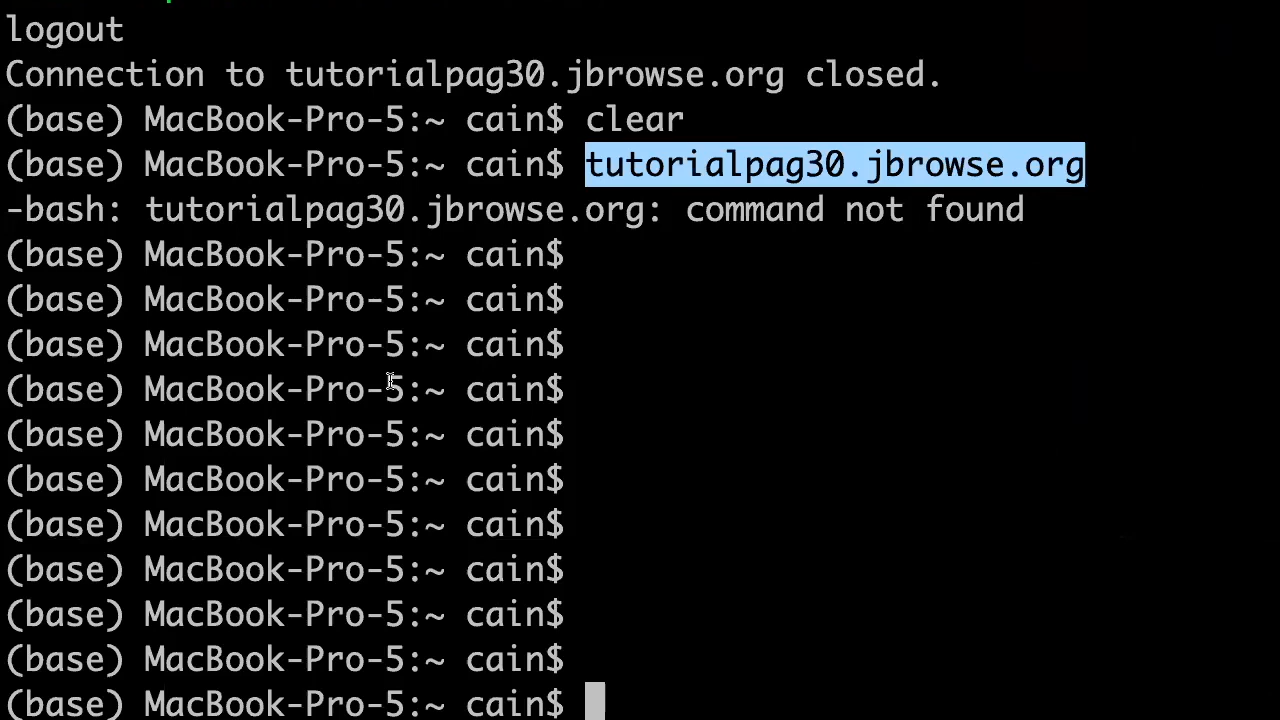 logout
Connection to tutorialpag30.jbrowse.org closed.
(base) MacBook-Pro-5:~ cain$ clear
(base) MacBook-Pro-5:~ cain$ tutorialpag30.jbrowse.org
-bash: tutorialpag30.jbrowse.org: command not found
(base) MacBook-Pro-5:~ cain$
(base) MacBook-Pro-5:~ cain$
(base) MacBook-Pro-5:~ cain$
(base) MacBook-Pro-5:~ cain$
(base) MacBook-Pro-5:~ cain$
(base) MacBook-Pro-5:~ cain$
(base) MacBook-Pro-5:~ cain$
(base) MacBook-Pro-5:~ cain$
(base) MacBook-Pro-5:~ cain$
(base) MacBook-Pro-5:~ cain$
(base) MacBook-Pro-5:~ cain$